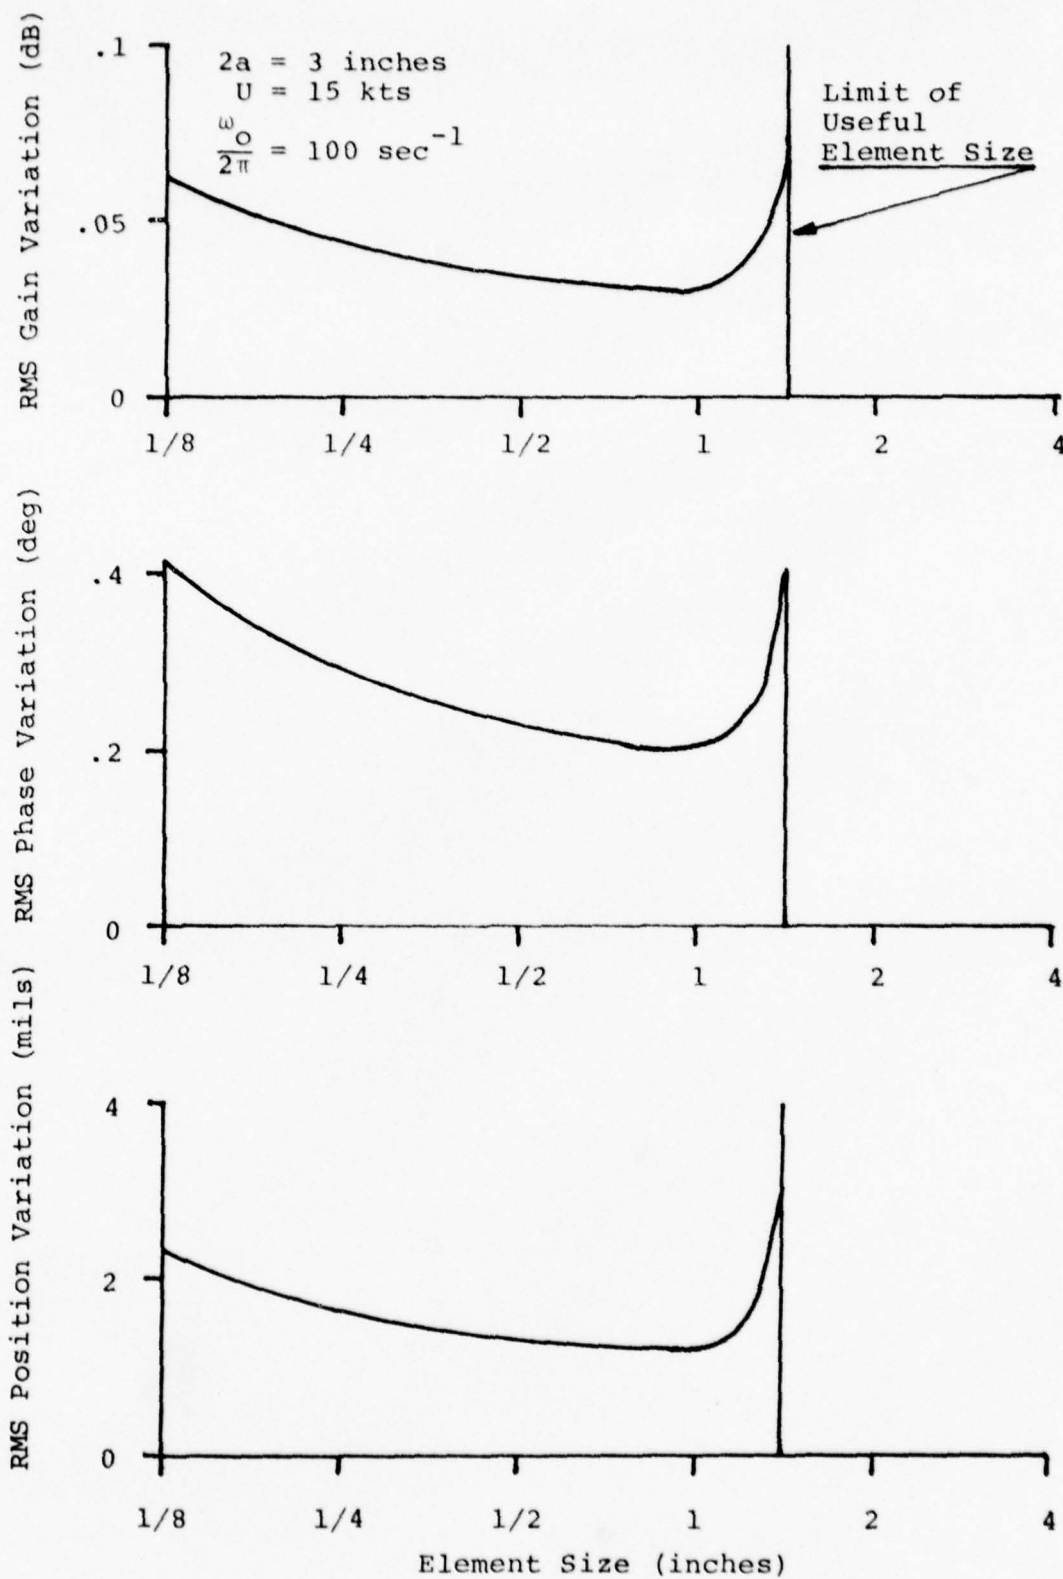 RMS Gain Variation (dB)
.1
.05
0
2a = 3 inches
U = 15 kts
ω₀/2π = 100 sec⁻¹
Limit of
Useful
Element Size
1/8 1/4 1/2 1 2 4
RMS Phase Variation (deg)
.4
.2
0
1/8 1/4 1/2 1 2 4
RMS Position Variation (mils)
4
2
0
1/8 1/4 1/2 1 2 4
Element Size (inches)